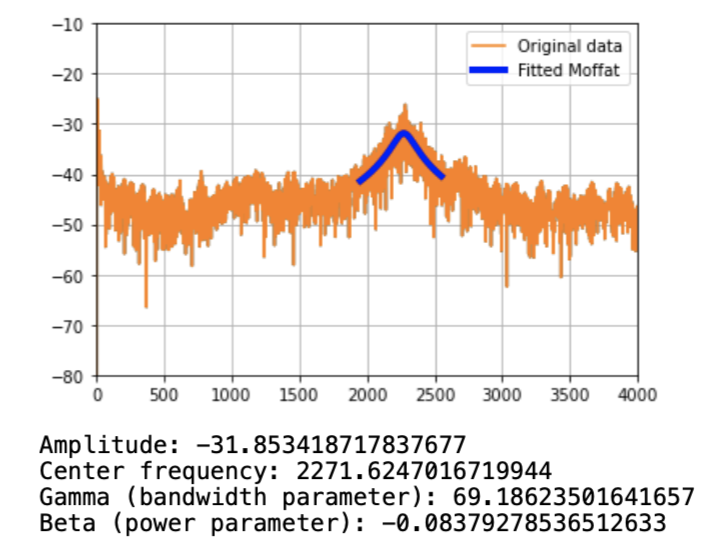 −10
−20
−30
−40
−50
−60
−70
−80
0 500 1000 1500 2000 2500 3000 3500 4000
Original data
Fitted Moffat
Amplitude: −31.853418717837677
Center frequency: 2271.6247016719944
Gamma (bandwidth parameter): 69.18623501641657
Beta (power parameter): −0.08379278536512633